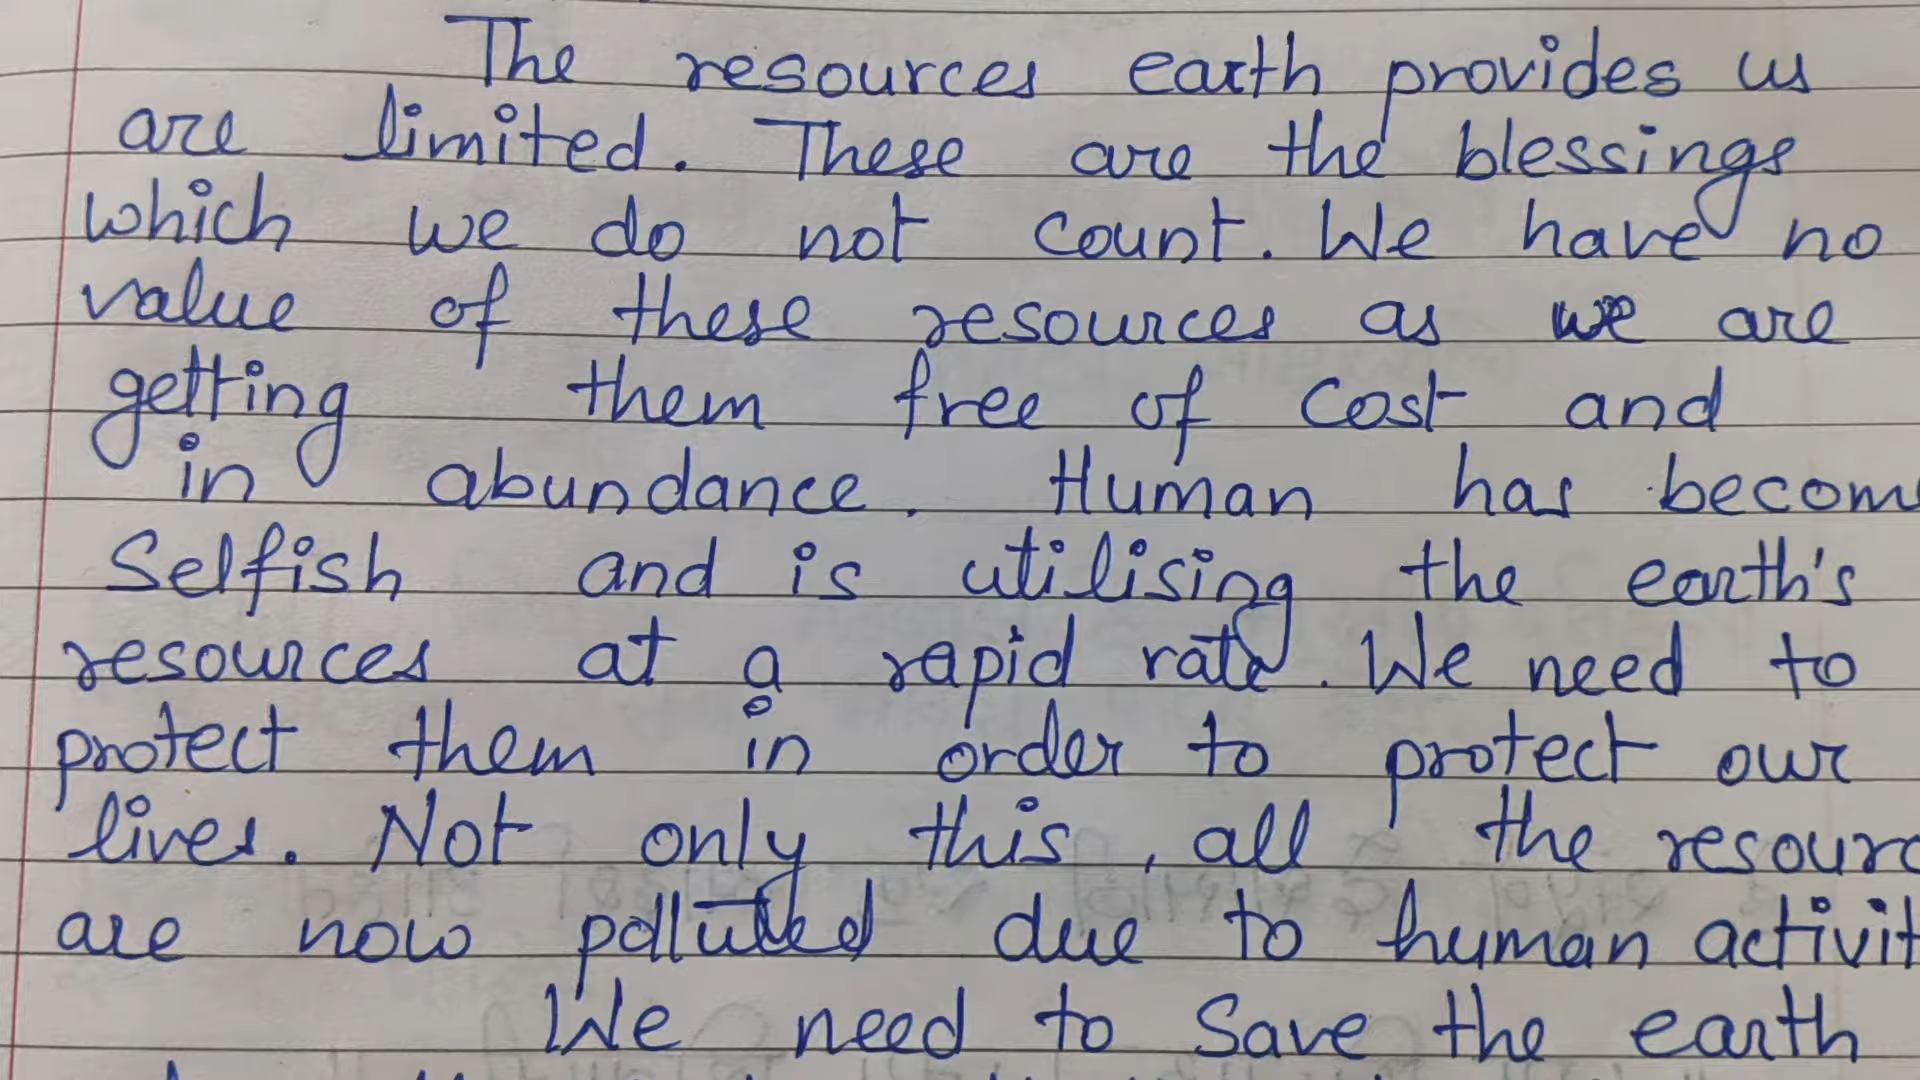 The resources earth provides us
are limited. These are the blessings
which we do not count. We have no
value of these resources as we are
getting them free of cost and
in abundance. Human has becom
Selfish and is utilising the earth's
resources at a rapid rate. We need to
protect them in order to protect our
lives. Not only this, all the resourc
are now polluted due to human activit
We need to Save the earth